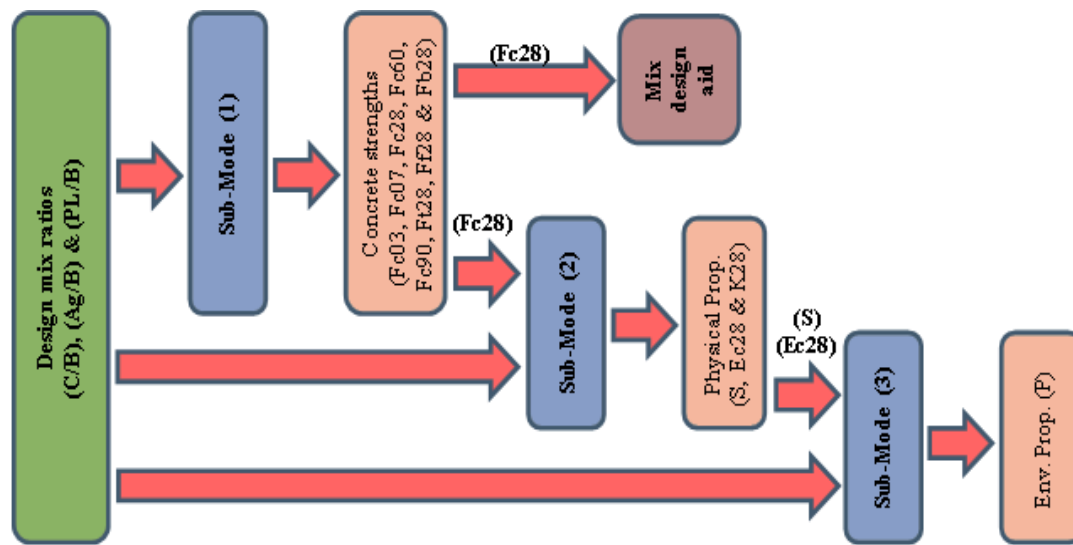 Design mix ratios
(C/B), (Ag/B) & (PL/B)
Sub-Mode (1)
Concrete strengths
(Fc03, Fc07, Fc28, Fc60,
Fc90, Ft28, Ff28 & Fb28)
(Fc28)
Mix
design
aid
(Fc28)
Sub-Mode (2)
Physical Prop.
(S, Ec28 & K28)
(S)
(Ec28)
Sub-Mode (3)
Env. Prop. (P)